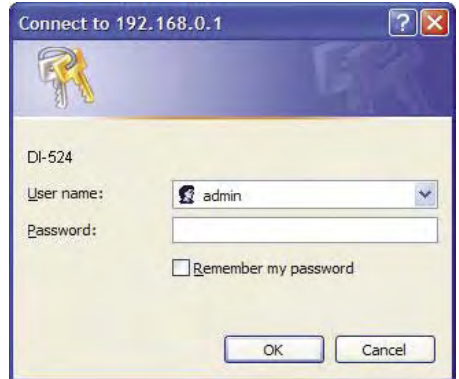 Connect to 192.168.0.1
DI-524
User name: admin
Password:
Remember my password
OK Cancel